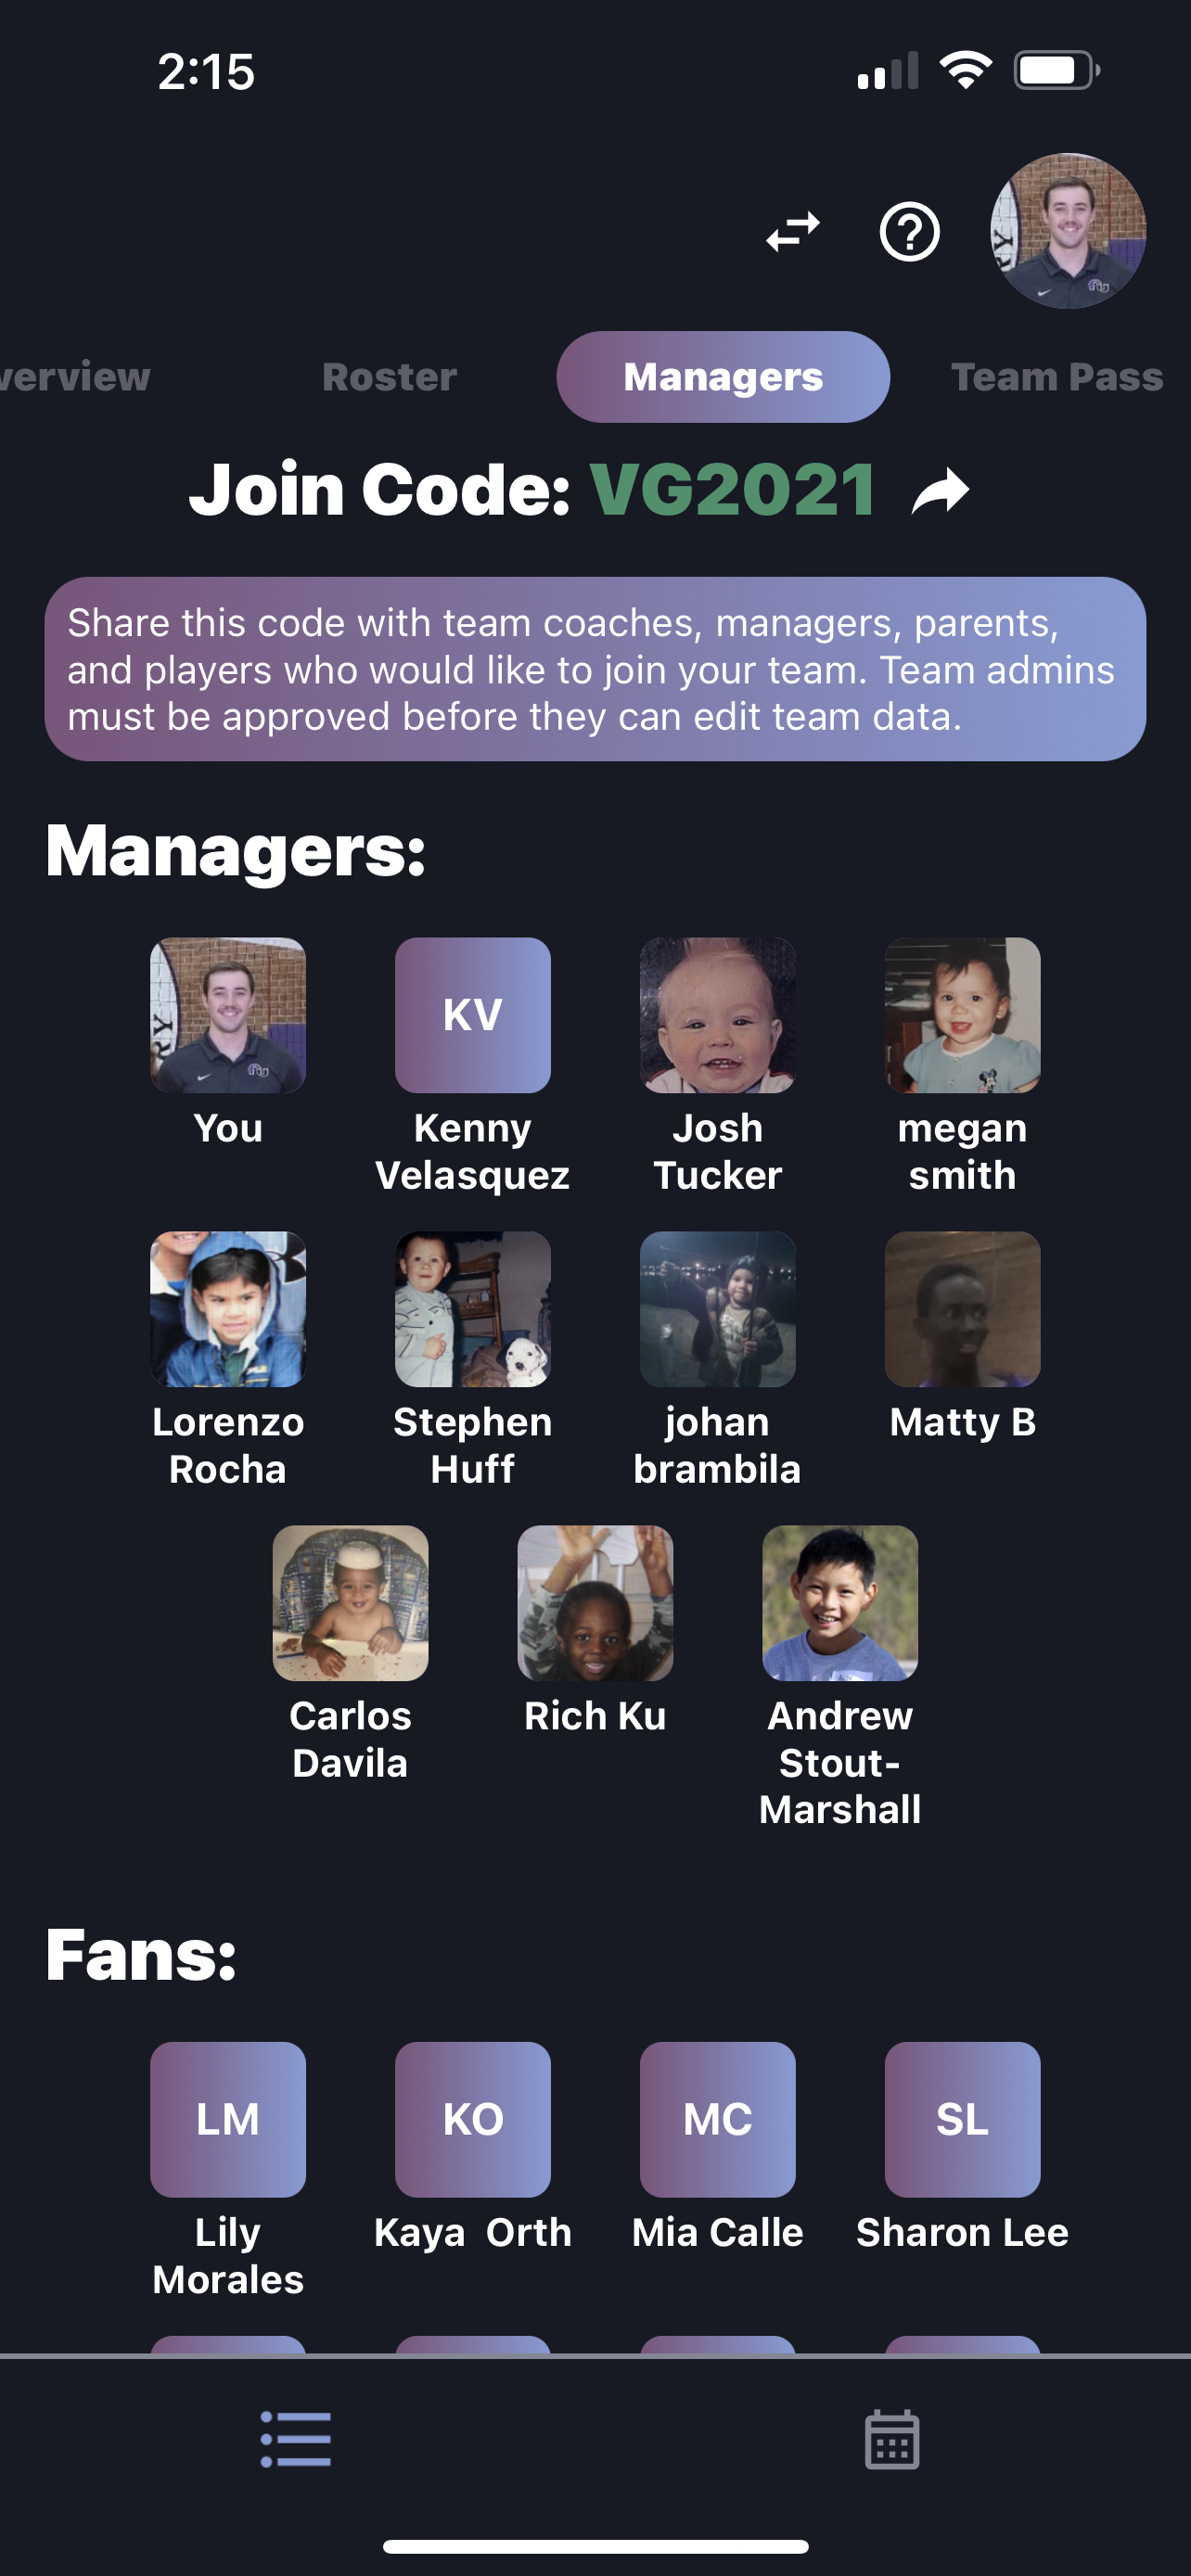 2:15
verview Roster Managers Team Pass
Join Code: VG2021
Share this code with team coaches, managers, parents,
and players who would like to join your team. Team admins
must be approved before they can edit team data.
Managers:
KV
You Kenny Josh megan
Velasquez Tucker smith
Lorenzo Stephen johan Matty B
Rocha Huff brambila
Carlos Rich Ku Andrew
Davila Stout-
Marshall
Fans:
LM KO MC SL
Lily Kaya  Orth Mia Calle Sharon Lee
Morales